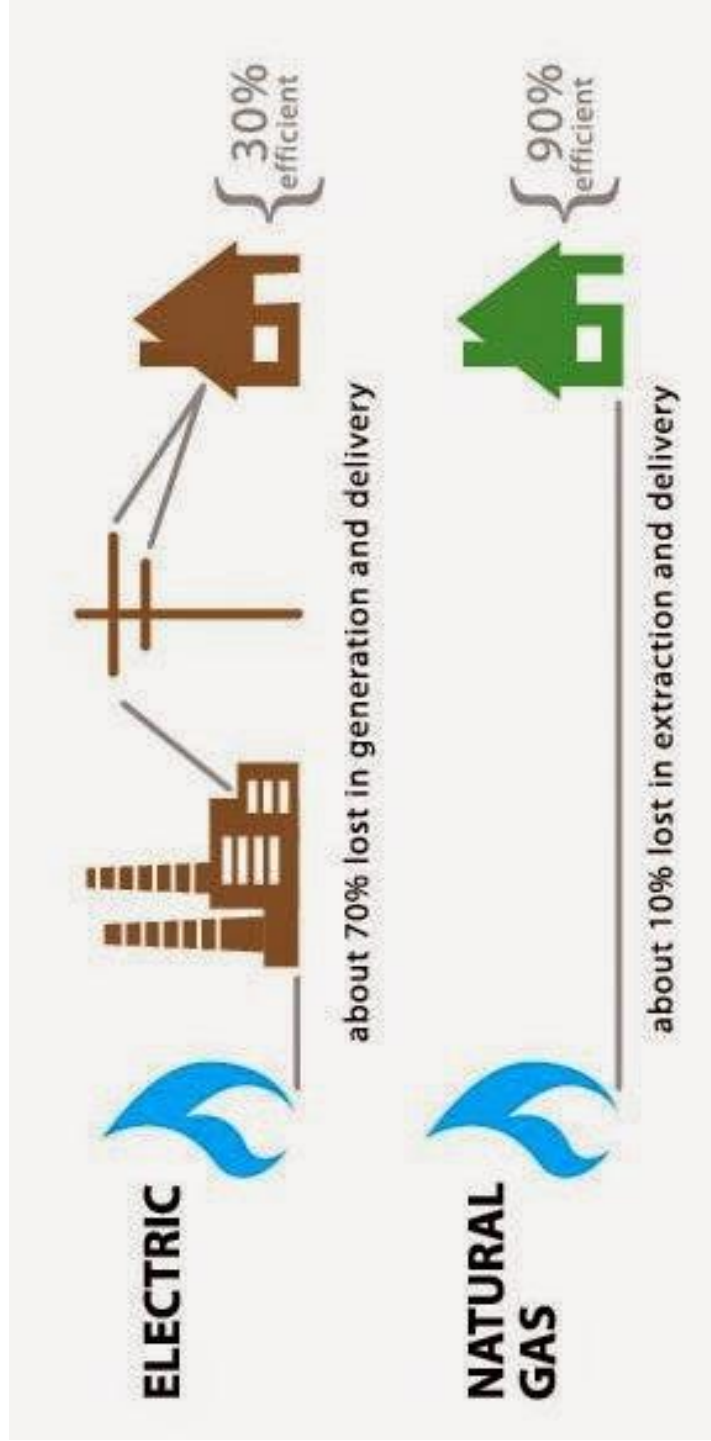 ELECTRIC
about 70% lost in generation and delivery
30%
efficient
NATURAL
GAS
about 10% lost in extraction and delivery
90%
efficient